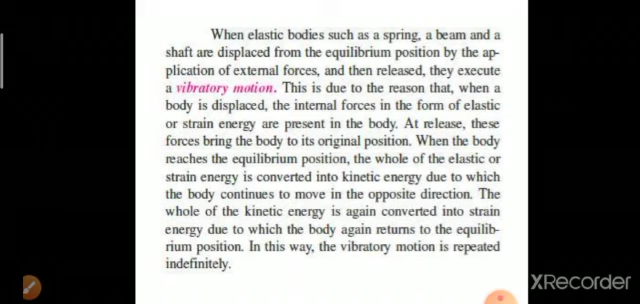 When elastic bodies such as a spring, a beam and a
shaft are displaced from the equilibrium position by the ap-
plication of external forces, and then released, they execute
a vibratory motion. This is due to the reason that, when a
body is displaced, the internal forces in the form of elastic
or strain energy are present in the body. At release, these
forces bring the body to its original position. When the body
reaches the equilibrium position, the whole of the elastic or
strain energy is converted into kinetic energy due to which
the body continues to move in the opposite direction. The
whole of the kinetic energy is again converted into strain
energy due to which the body again returns to the equilib-
rium position. In this way, the vibratory motion is repeated
indefinitely.
XRecorder